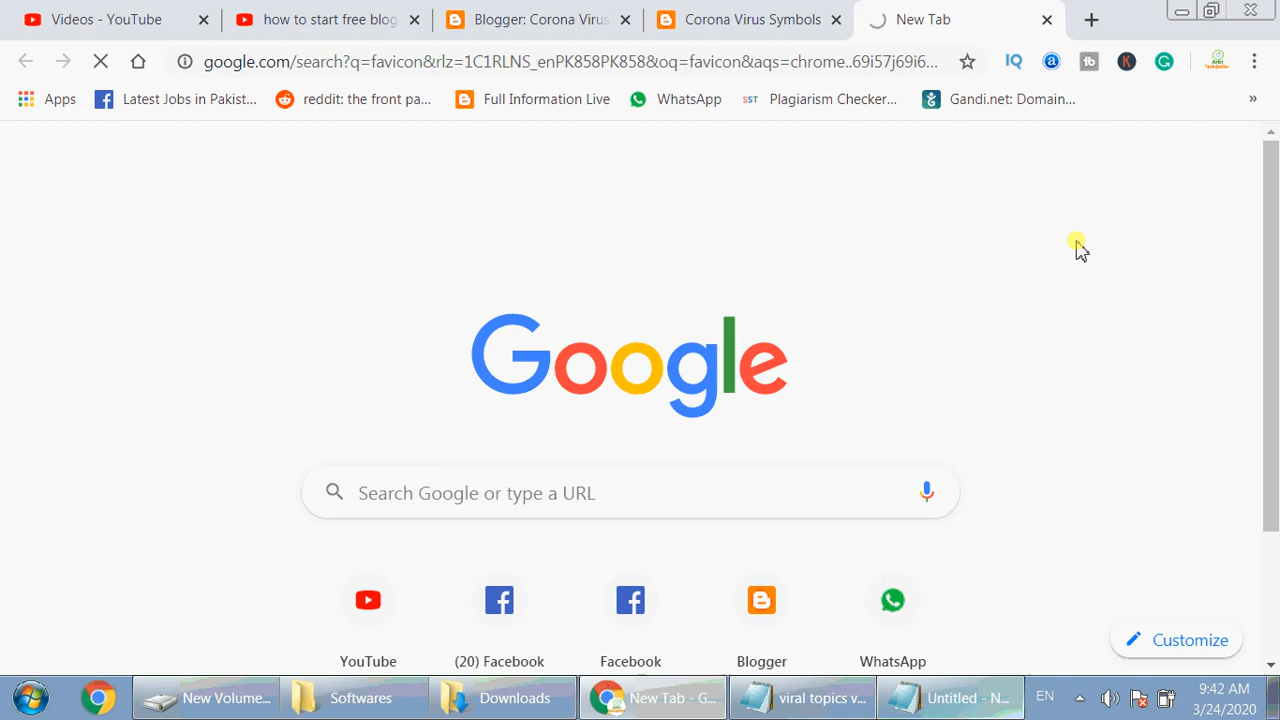 Videos - YouTube
how to start free blog
Blogger: Corona Virus
Corona Virus Symbols
New Tab
google.com/search?q=favicon&rlz=1C1RLNS_enPK858PK858&oq=favicon&aqs=chrome..69i57j69i6...
IQ
a
tb
K
G
Apps
Latest Jobs in Pakist...
reddit: the front pa...
Full Information Live
WhatsApp
SST Plagiarism Checker...
Gandi.net: Domain...
»
Google
Search Google or type a URL
YouTube
(20) Facebook
Facebook
Blogger
WhatsApp
Customize
New Volume...
Softwares
Downloads
New Tab - G...
viral topics v...
Untitled - N...
EN
9:42 AM
3/24/2020